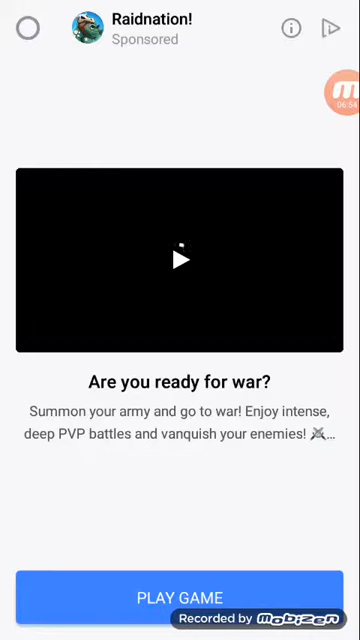 Raidnation!
Sponsored
06:54
Are you ready for war?
Summon your army and go to war! Enjoy intense,
deep PVP battles and vanquish your enemies! ⚔️...
PLAY GAME
Recorded by mobizen